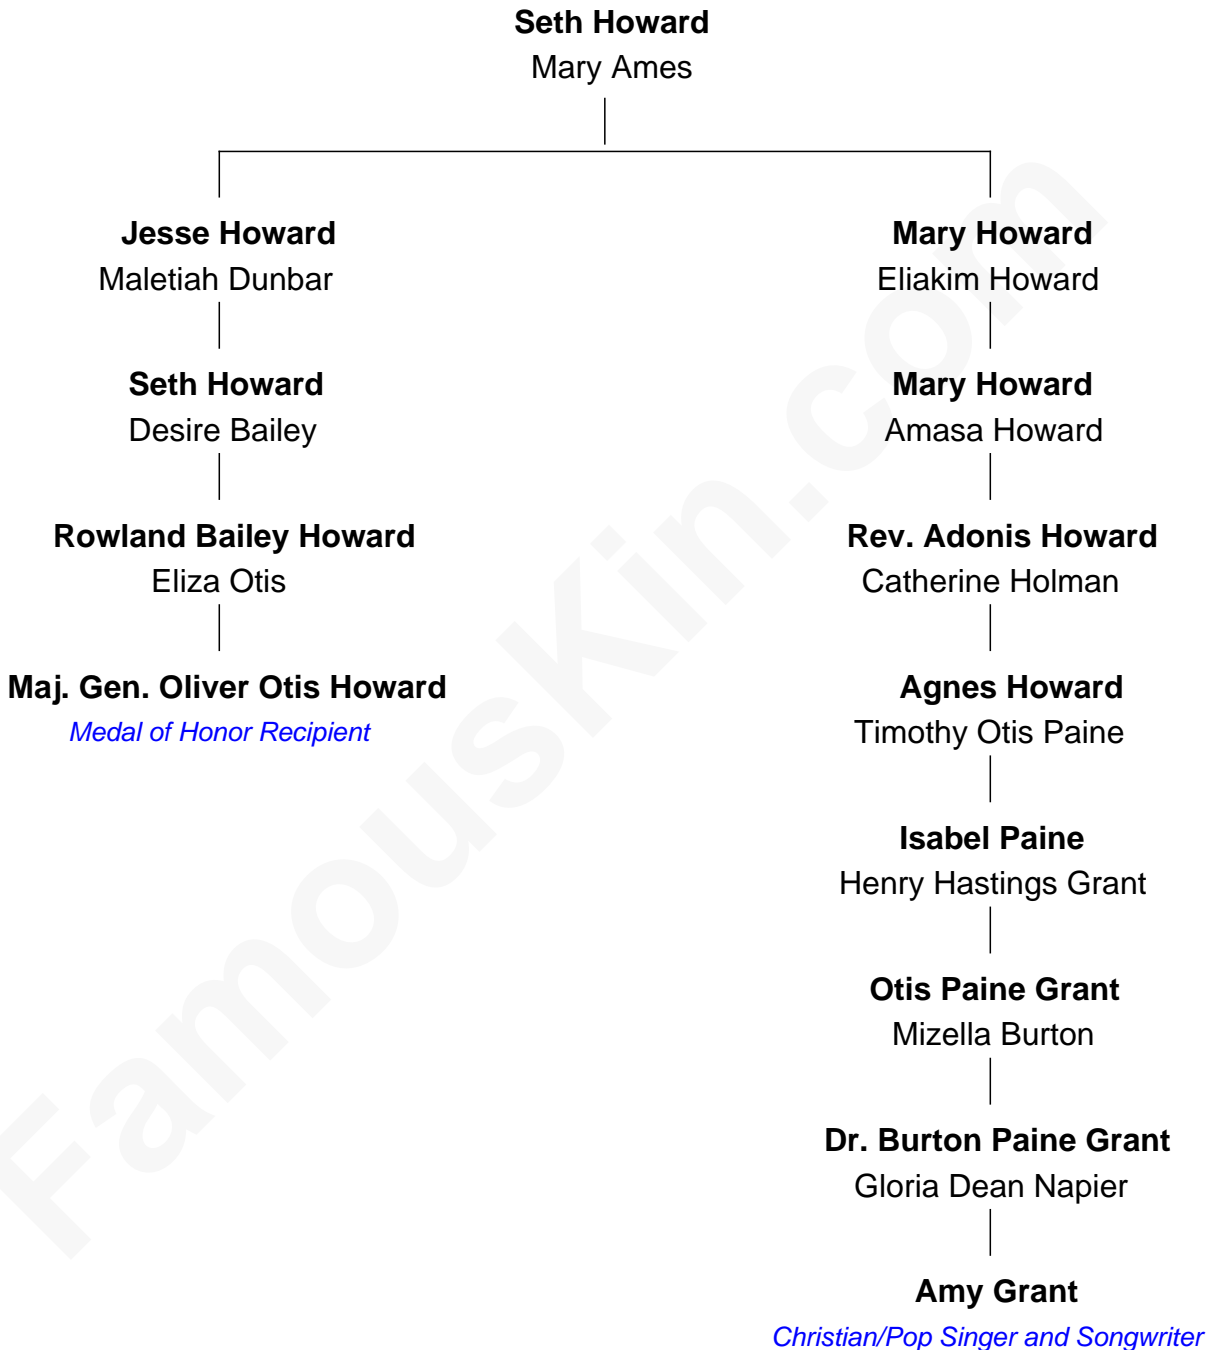 Seth Howard
Mary Ames
Jesse Howard
Maletiah Dunbar
Mary Howard
Eliakim Howard
Seth Howard
Desire Bailey
Mary Howard
Amasa Howard
Rowland Bailey Howard
Eliza Otis
Rev. Adonis Howard
Catherine Holman
Maj. Gen. Oliver Otis Howard
Medal of Honor Recipient
Agnes Howard
Timothy Otis Paine
Isabel Paine
Henry Hastings Grant
Otis Paine Grant
Mizella Burton
Dr. Burton Paine Grant
Gloria Dean Napier
Amy Grant
Christian/Pop Singer and Songwriter
FamousKin.com